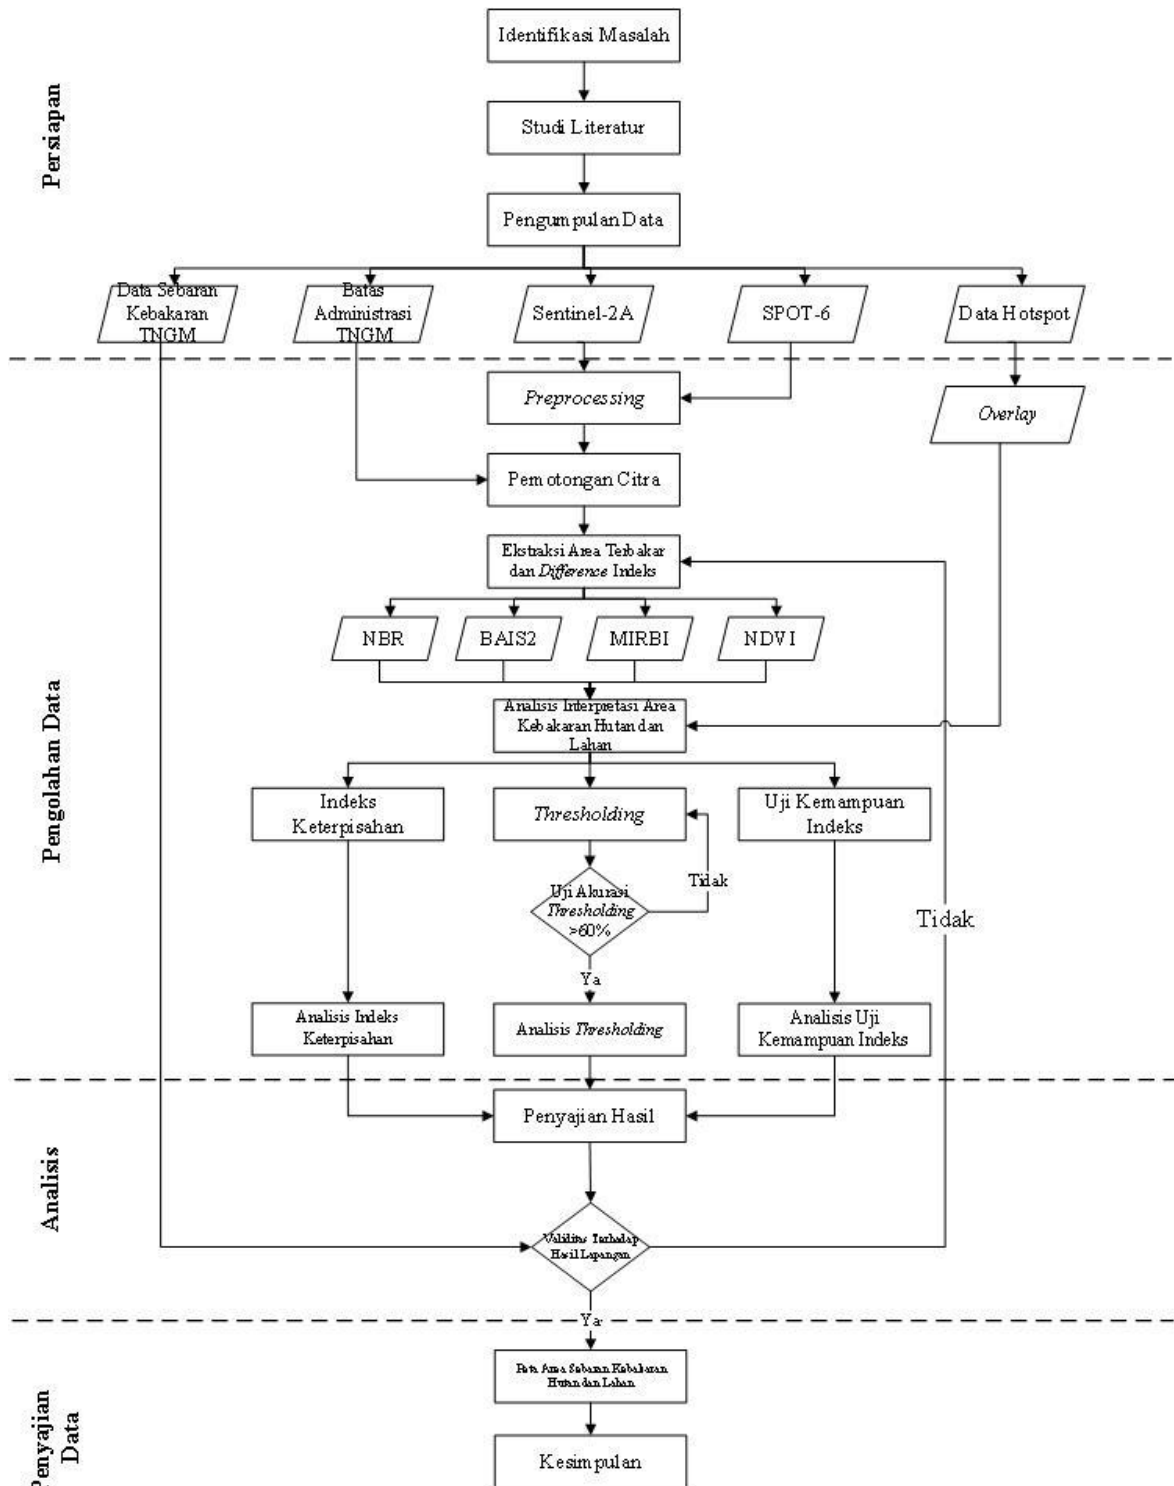 Persiapan
Identifikasi Masalah
Studi Literatur
Pengumpulan Data
Data Sebaran
Kebakaran
TNGM
Batas
Administrasi
TNGM
Sentinel-2A
SPOT-6
Data Hotspot
Pengolahan Data
Preprocessing
Overlay
Pemotongan Citra
Ekstraksi Area Terbakar
dan Difference Indeks
NBR
BAIS2
MIRBI
NDVI
Analisis Interpretasi Area
Kebakaran Hutan dan
Lahan
Indeks
Keterpisahan
Thresholding
Uji Kemampuan
Indeks
Uji Akurasi
Thresholding
>60%
Tidak
Tidak
Ya
Analisis Indeks
Keterpisahan
Analisis Thresholding
Analisis Uji
Kemampuan Indeks
Analisis
Penyajian Hasil
Validitas Terhadap
Hasil Lapangan
Ya
Penyajian
Data
Peta Area Sebaran Kebakaran
Hutan dan Lahan
Kesimpulan